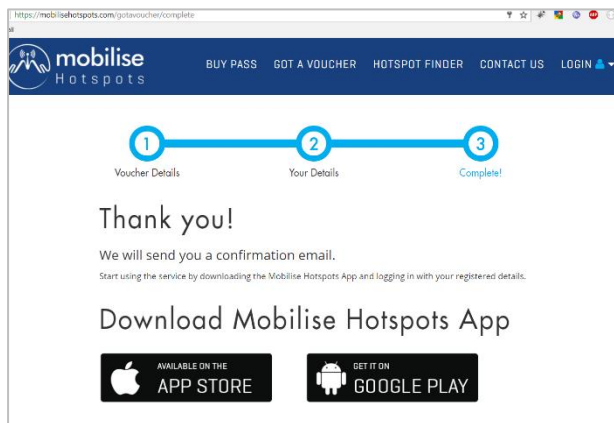 https://mobilisehotspots.com/gotavoucher/complete
mobilise
Hotspots
BUY PASS GOT A VOUCHER HOTSPOT FINDER CONTACT US LOGIN
1 2 3
Voucher Details Your Details Complete!
Thank you!
We will send you a confirmation email.
Start using the service by downloading the Mobilise Hotspots App and logging in with your registered details.
Download Mobilise Hotspots App
AVAILABLE ON THE
APP STORE
GET IT ON
GOOGLE PLAY